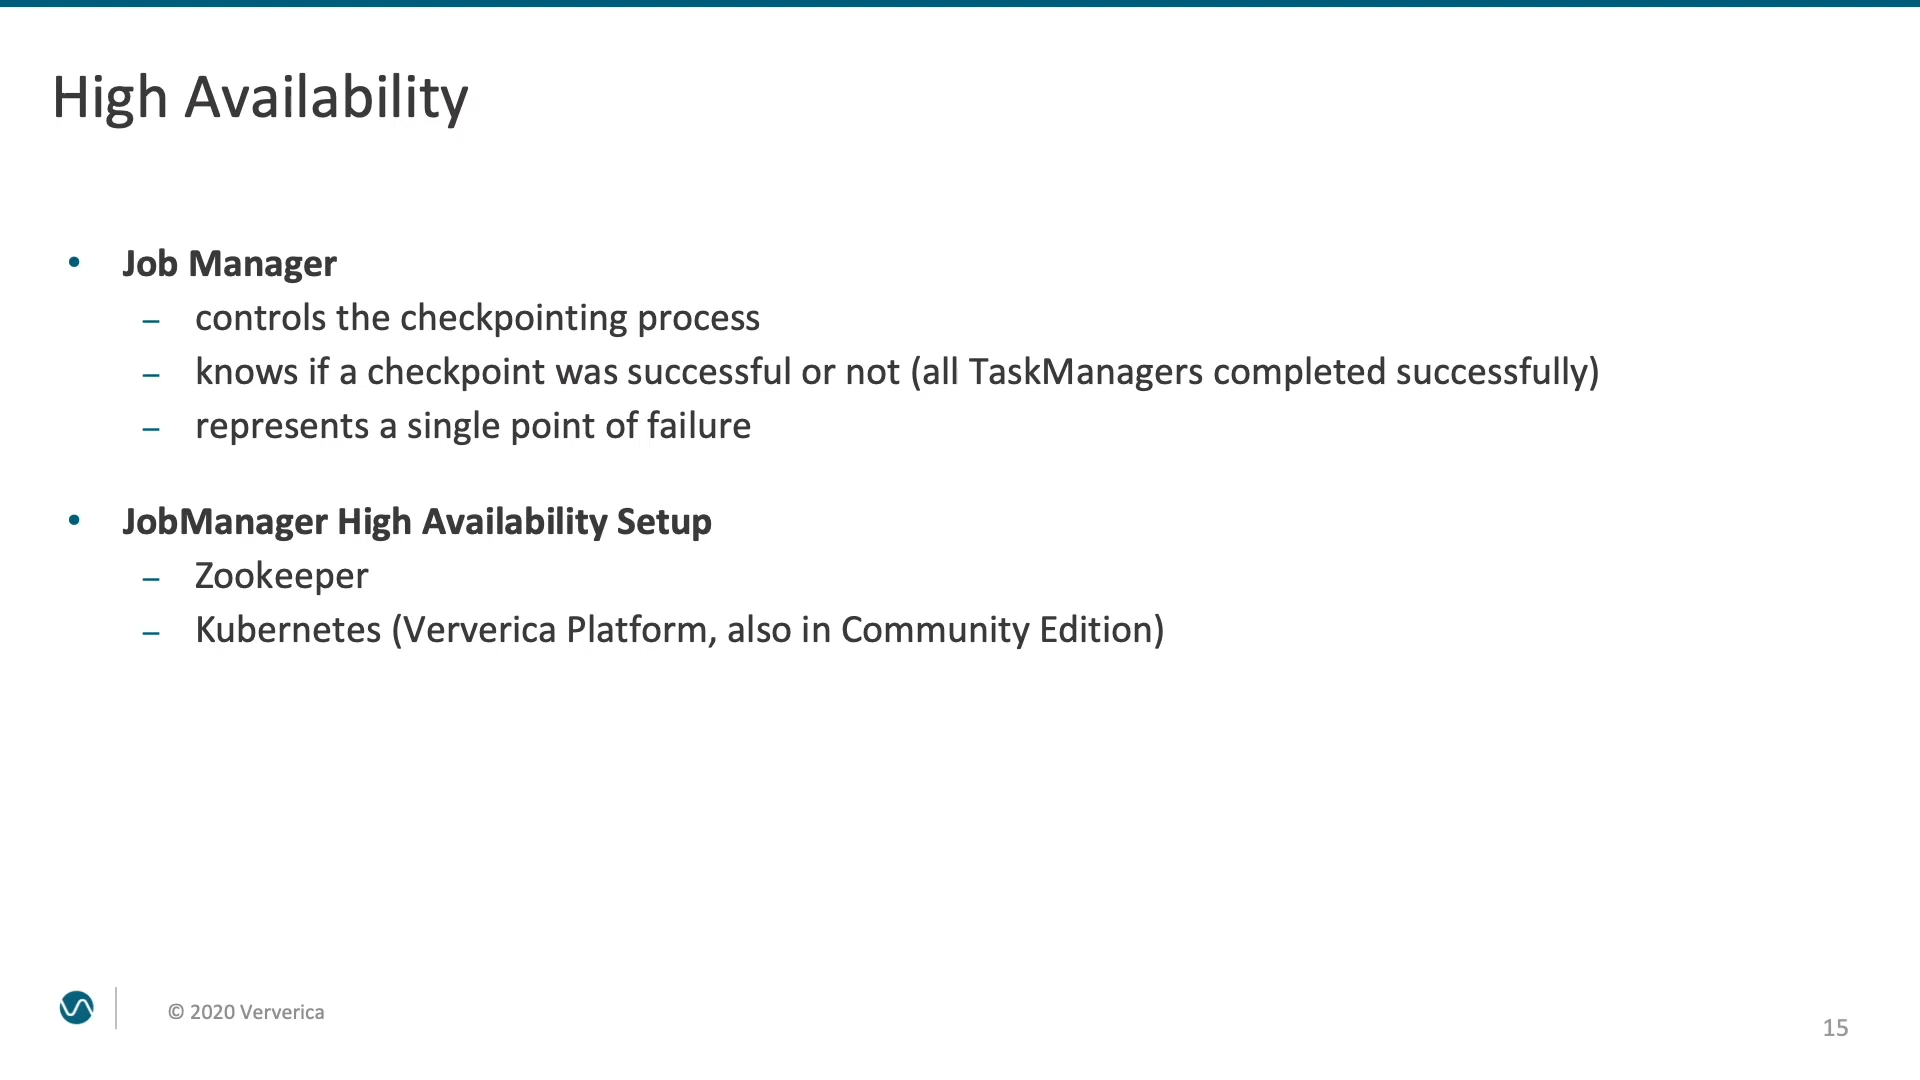 High Availability
• Job Manager
– controls the checkpointing process
– knows if a checkpoint was successful or not (all TaskManagers completed successfully)
– represents a single point of failure
• JobManager High Availability Setup
– Zookeeper
– Kubernetes (Ververica Platform, also in Community Edition)
© 2020 Ververica
15